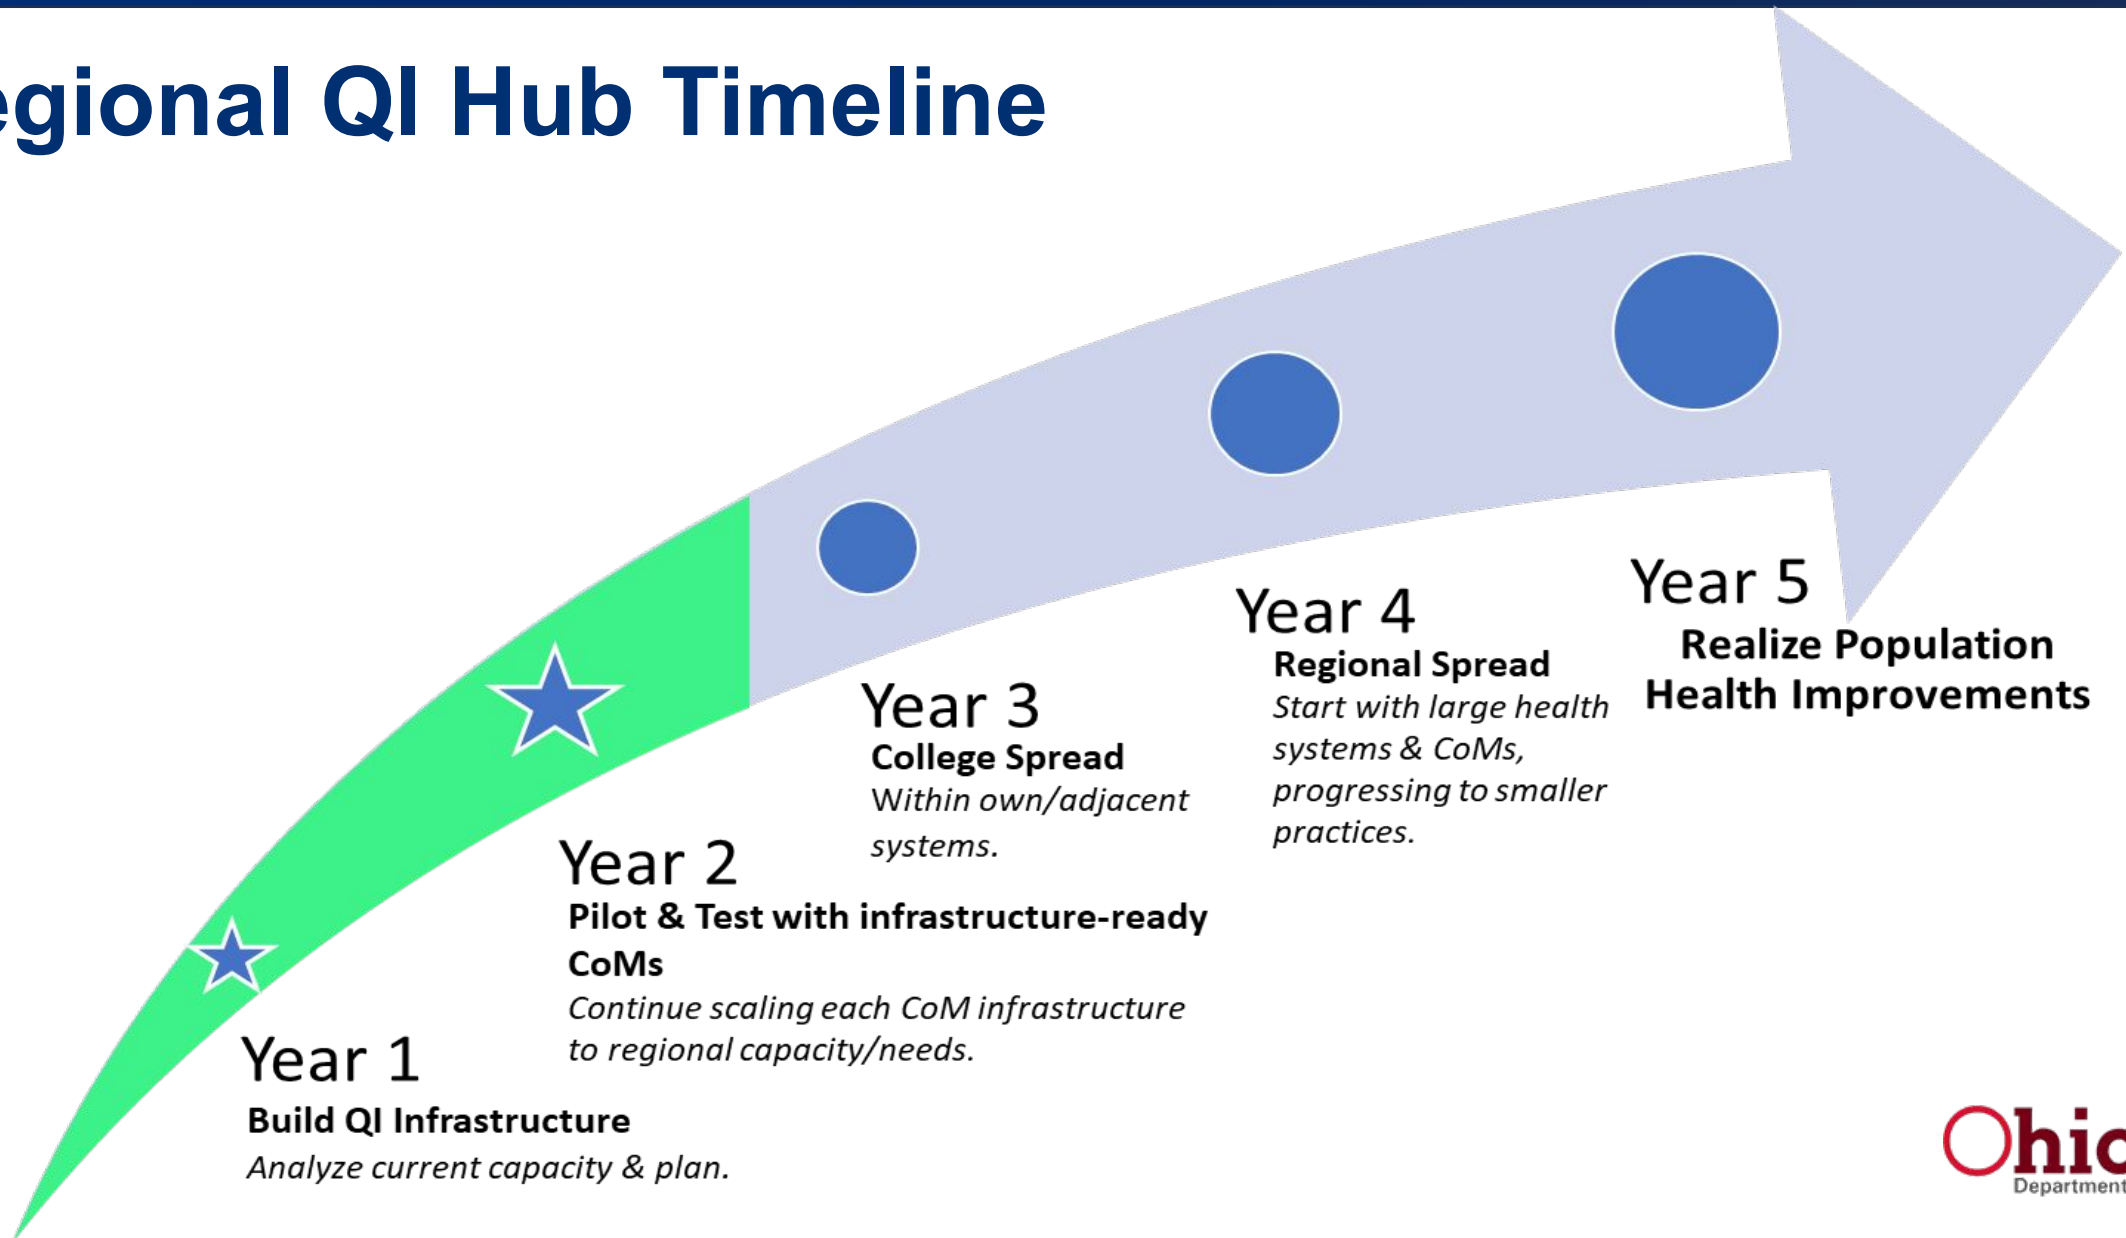 egional QI Hub Timeline
Year 1
Build QI Infrastructure
Analyze current capacity & plan.
Year 2
Pilot & Test with infrastructure-ready
CoMs
Continue scaling each CoM infrastructure
to regional capacity/needs.
Year 3
College Spread
Within own/adjacent
systems.
Year 4
Regional Spread
Start with large health
systems & CoMs,
progressing to smaller
practices.
Year 5
Realize Population
Health Improvements
Ohio
Department